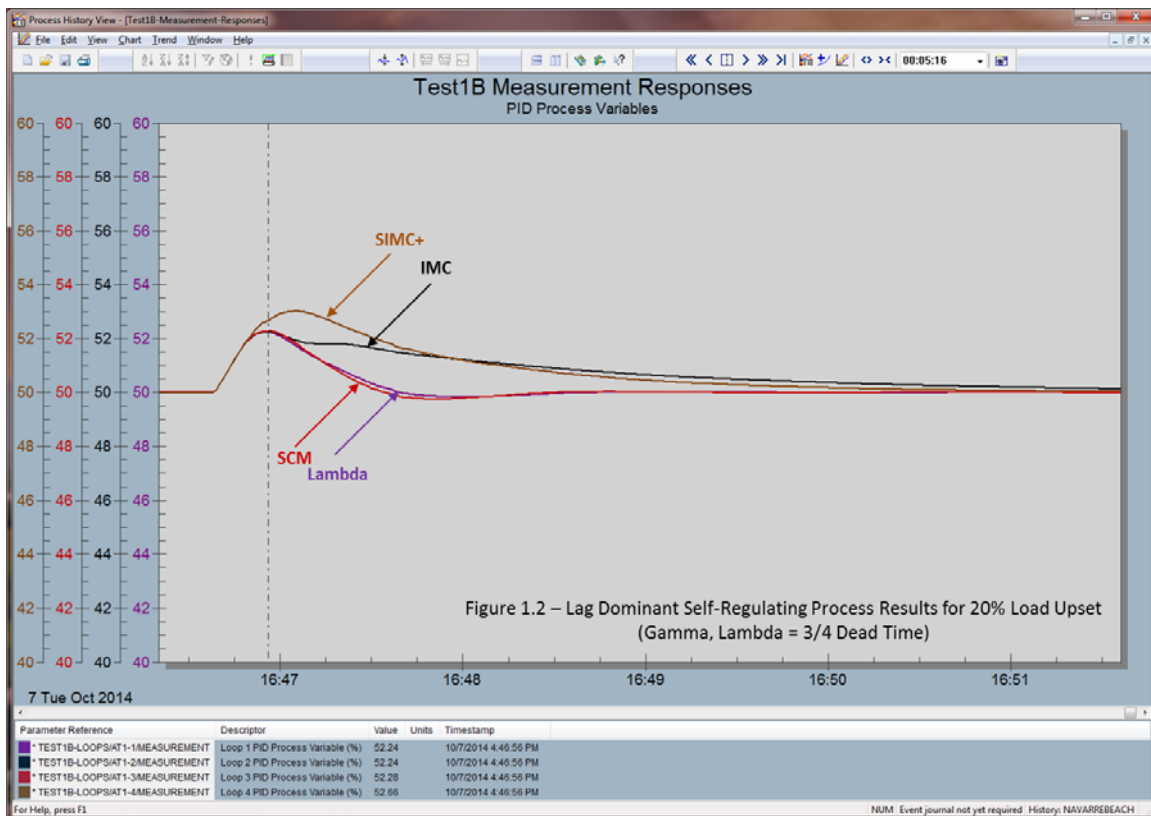 Process History View - [Test1B-Measurement-Responses]
File Edit View Chart Trend Window Help
00:05:16
Test1B Measurement Responses
PID Process Variables
60 60 60 60
58 58 58 58
56 56 56 56
54 54 54 54
52 52 52 52
50 50 50 50
48 48 48 48
46 46 46 46
44 44 44 44
42 42 42 42
40 40 40 40
SIMC+
IMC
SCM
Lambda
Figure 1.2 – Lag Dominant Self-Regulating Process Results for 20% Load Upset
(Gamma, Lambda = 3/4 Dead Time)
16:47 16:48 16:49 16:50 16:51
7 Tue Oct 2014
Parameter Reference Descriptor Value Units Timestamp
* TEST1B-LOOPS/AT1-1/MEASUREMENT Loop 1 PID Process Variable (%) 52.24 10/7/2014 4:46:56 PM
* TEST1B-LOOPS/AT1-2/MEASUREMENT Loop 2 PID Process Variable (%) 52.24 10/7/2014 4:46:56 PM
* TEST1B-LOOPS/AT1-3/MEASUREMENT Loop 3 PID Process Variable (%) 52.28 10/7/2014 4:46:56 PM
* TEST1B-LOOPS/AT1-4/MEASUREMENT Loop 4 PID Process Variable (%) 52.66 10/7/2014 4:46:56 PM
For Help, press F1 NUM Event journal not yet required History: NAVARREBEACH